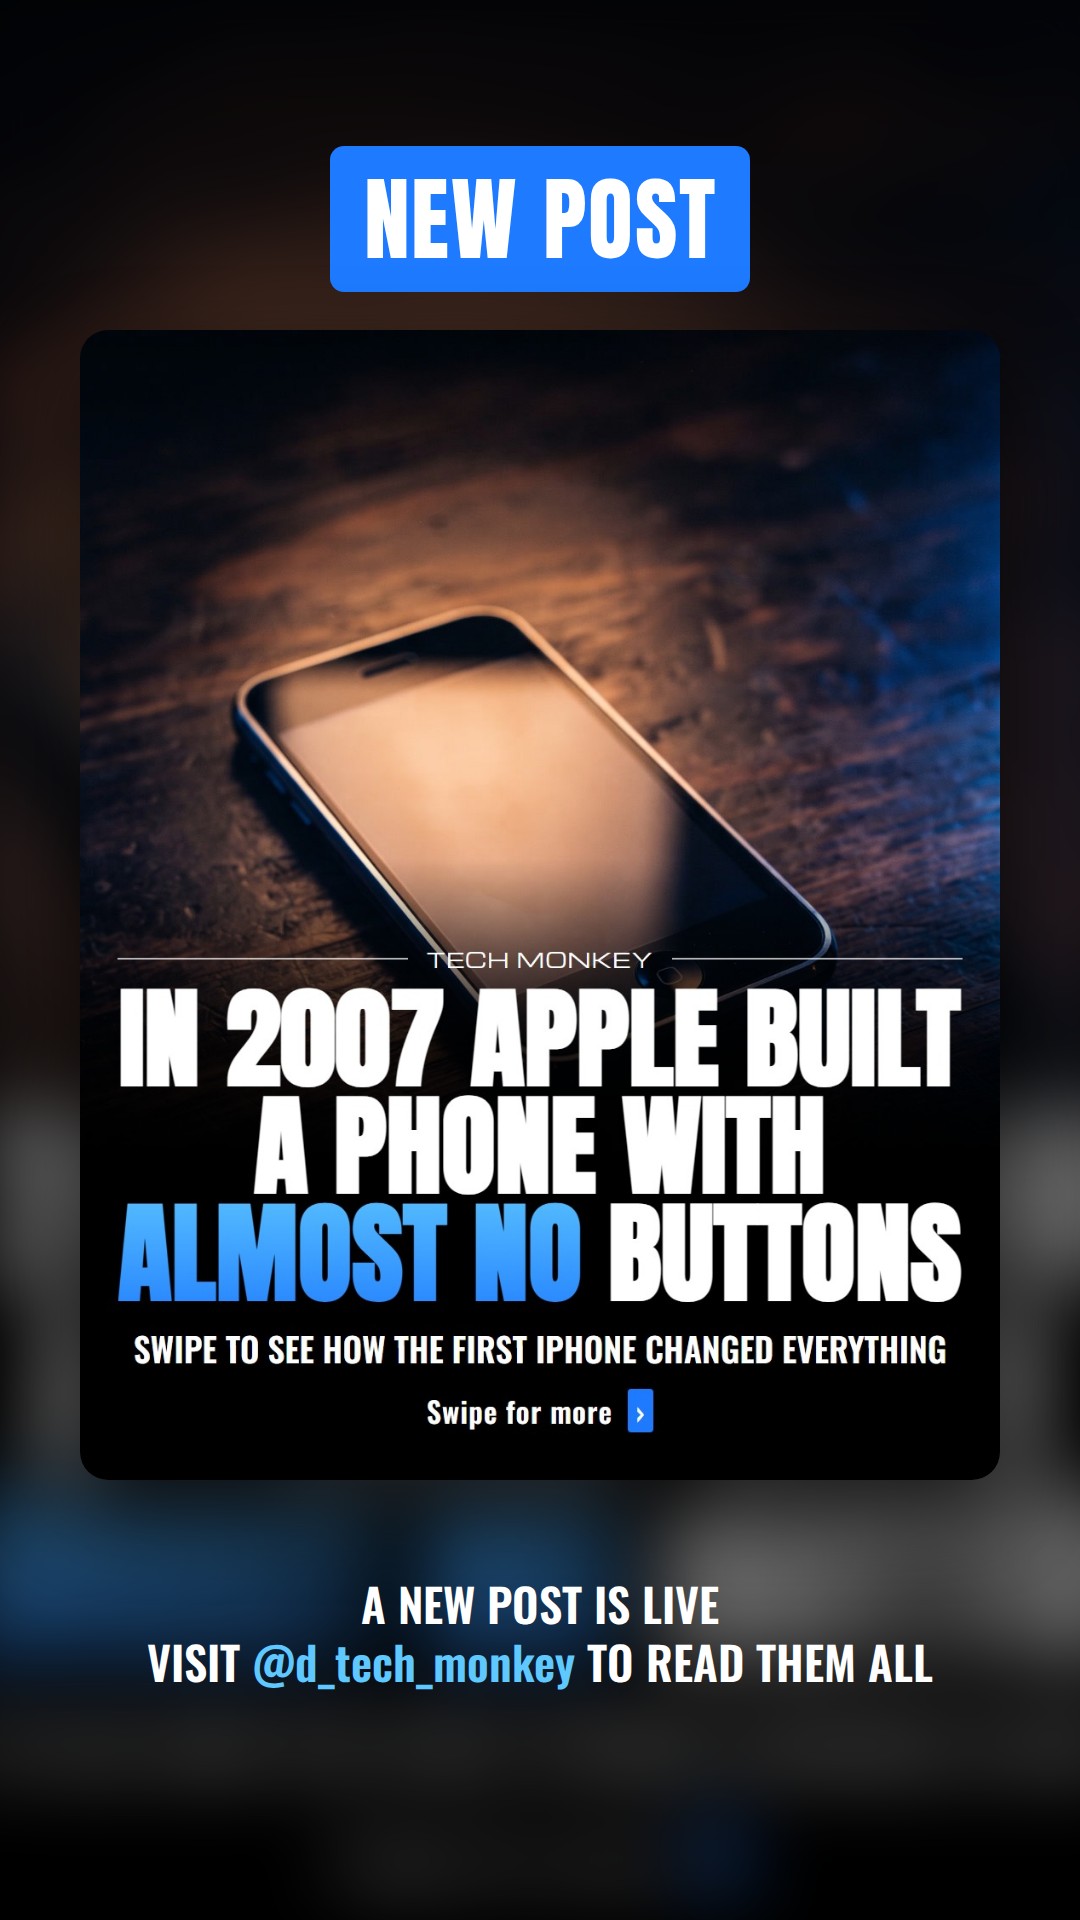 NEW POST
TECH MONKEY
IN 2007 APPLE BUILT
A PHONE WITH
ALMOST NO BUTTONS
SWIPE TO SEE HOW THE FIRST IPHONE CHANGED EVERYTHING
Swipe for more ›
A NEW POST IS LIVE
VISIT @d_tech_monkey TO READ THEM ALL